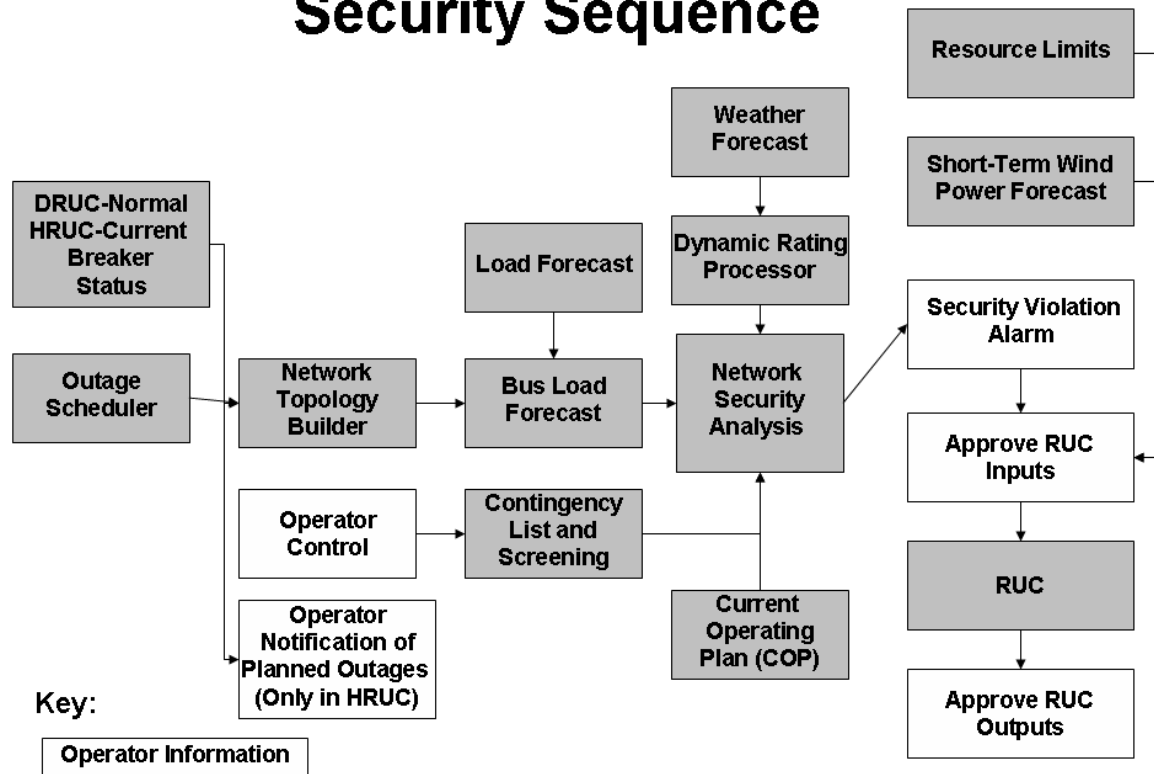 Security Sequence
Resource Limits
Weather
Forecast
Short-Term Wind
Power Forecast
DRUC-Normal
HRUC-Current
Breaker
Status
Load Forecast
Dynamic Rating
Processor
Security Violation
Alarm
Outage
Scheduler
Network
Topology
Builder
Bus Load
Forecast
Network
Security
Analysis
Approve RUC
Inputs
Operator
Control
Contingency
List and
Screening
RUC
Operator
Notification of
Planned Outages
(Only in HRUC)
Current
Operating
Plan (COP)
Approve RUC
Outputs
Key:
Operator Information